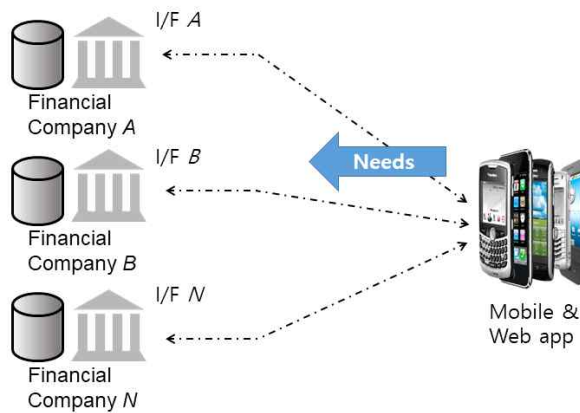 I/F A
Financial
Company A
I/F B
Needs
Financial
Company B
I/F N
Mobile &
Web app
Financial
Company N